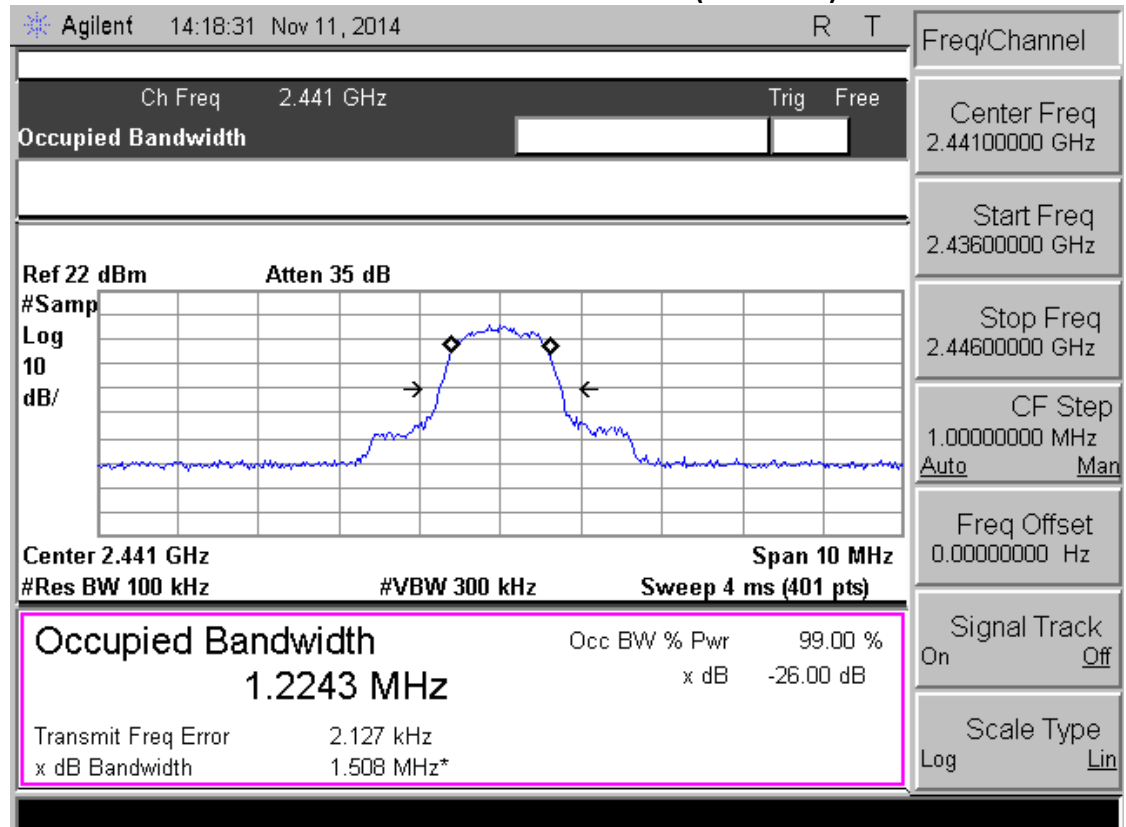 Agilent 14:18:31 Nov 11, 2014 R T
Freq/Channel
Ch Freq 2.441 GHz Trig Free
Occupied Bandwidth
Center Freq
2.44100000 GHz
Start Freq
2.43600000 GHz
Ref 22 dBm Atten 35 dB
#Samp
Log
10
dB/
Stop Freq
2.44600000 GHz
CF Step
1.00000000 MHz
Auto Man
Freq Offset
0.00000000 Hz
Center 2.441 GHz Span 10 MHz
#Res BW 100 kHz #VBW 300 kHz Sweep 4 ms (401 pts)
Occupied Bandwidth
1.2243 MHz
Occ BW % Pwr 99.00 %
x dB -26.00 dB
Transmit Freq Error 2.127 kHz
x dB Bandwidth 1.508 MHz*
Signal Track
On Off
Scale Type
Log Lin